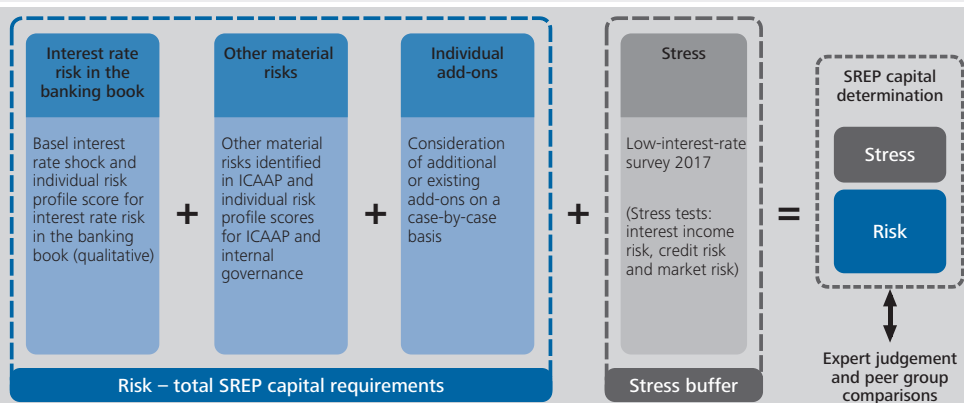 Interest rate
risk in the
banking book
Basel interest
rate shock and
individual risk
profile score for
interest rate risk
in the banking
book (qualitative)
+
Other material
risks
Other material
risks identified
in ICAAP and
individual risk
profile scores
for ICAAP and
internal
governance
+
Individual
add-ons
Consideration
of additional
or existing
add-ons on a
case-by-case
basis
Risk – total SREP capital requirements
+
Stress
Low-interest-rate
survey 2017
(Stress tests:
interest income
risk, credit risk
and market risk)
Stress buffer
=
SREP capital
determination
Stress
Risk
Expert judgement
and peer group
comparisons